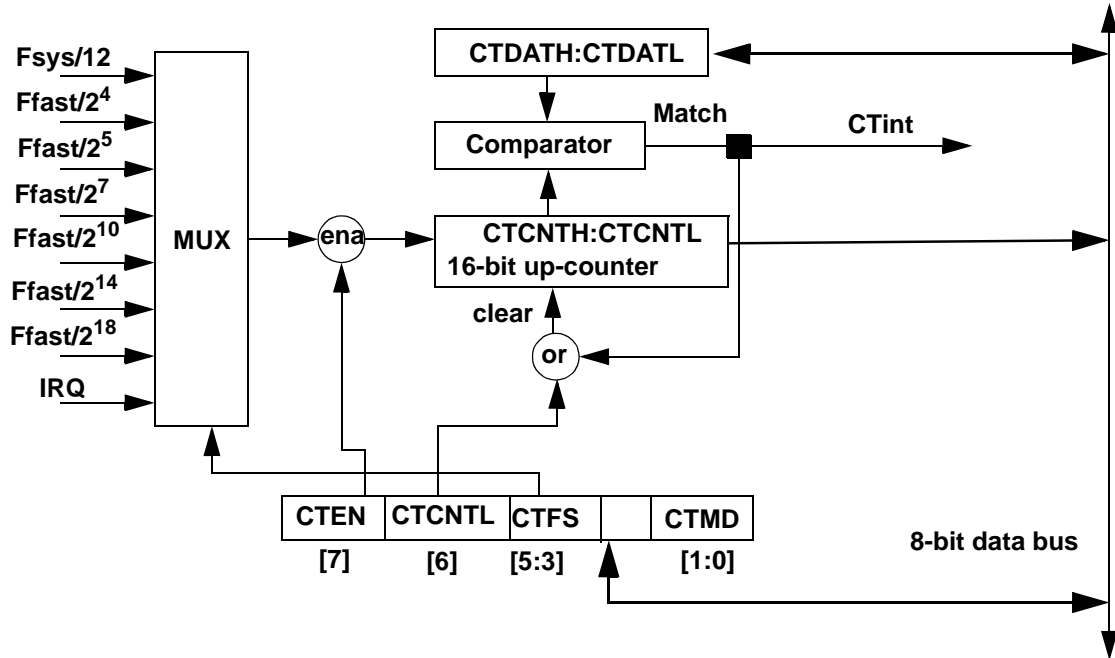 Fsys/12
Ffast/2^4
Ffast/2^5
Ffast/2^7
Ffast/2^10
Ffast/2^14
Ffast/2^18
IRQ
MUX
ena
CTDATH:CTDATL
Comparator
Match
CTint
CTCNTH:CTCNTL
16-bit up-counter
clear
or
CTEN CTCNTL CTFS CTMD
[7] [6] [5:3] [1:0]
8-bit data bus